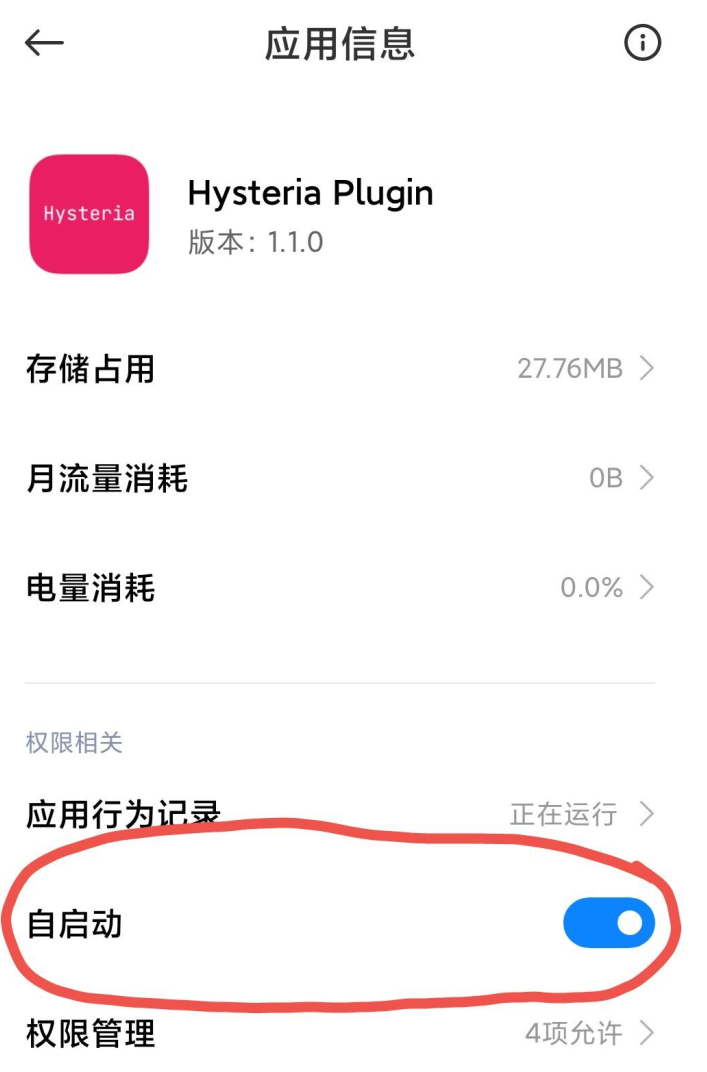 应用信息
Hysteria
Hysteria Plugin
版本：1.1.0
存储占用 27.76MB
月流量消耗 0B
电量消耗 0.0%
权限相关
应用行为记录 正在运行
自启动
权限管理 4项允许